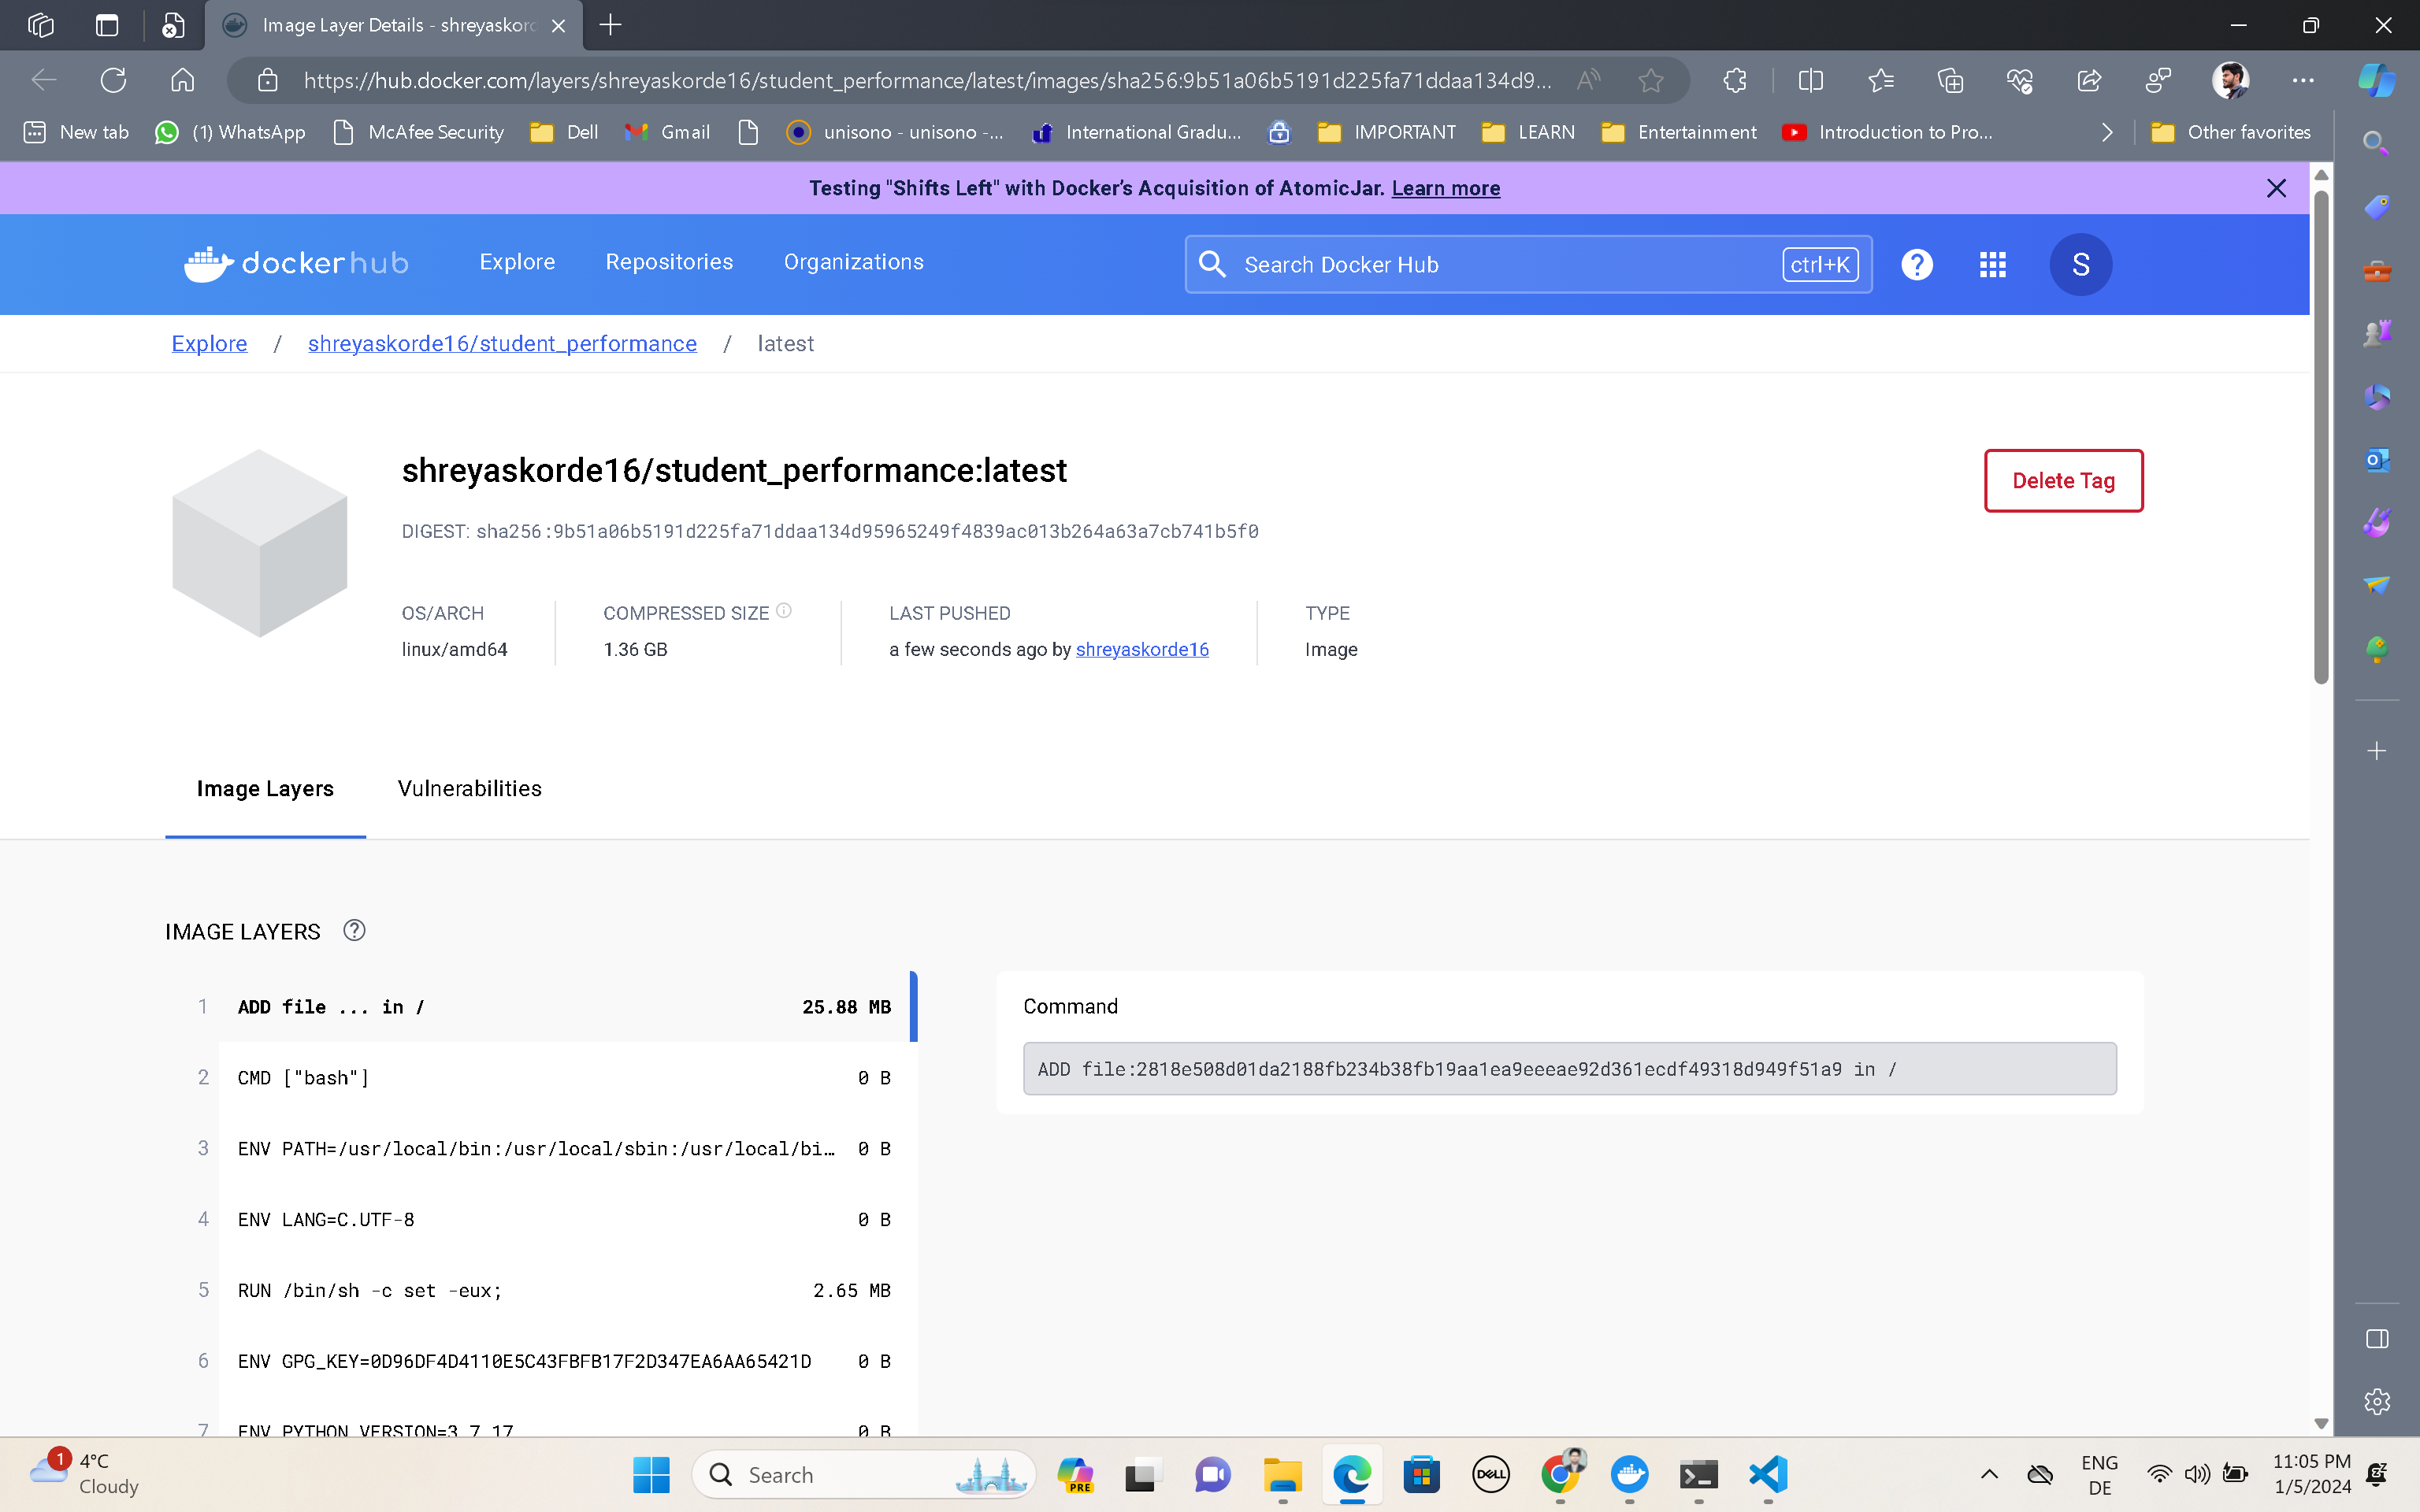 Image Layer Details - shreyaskord
https://hub.docker.com/layers/shreyaskorde16/student_performance/latest/images/sha256:9b51a06b5191d225fa71ddaa134d9...
New tab
(1) WhatsApp
McAfee Security
Dell
Gmail
unisono - unisono -...
International Gradu...
IMPORTANT
LEARN
Entertainment
Introduction to Pro...
Other favorites
Testing "Shifts Left" with Docker's Acquisition of AtomicJar. Learn more
dockerhub
Explore
Repositories
Organizations
Search Docker Hub
ctrl+K
?
S
Explore / shreyaskorde16/student_performance / latest
shreyaskorde16/student_performance:latest
Delete Tag
DIGEST: sha256:9b51a06b5191d225fa71ddaa134d95965249f4839ac013b264a63a7cb741b5f0
OS/ARCH
linux/amd64
COMPRESSED SIZE
1.36 GB
LAST PUSHED
a few seconds ago by shreyaskorde16
TYPE
Image
Image Layers
Vulnerabilities
IMAGE LAYERS ?
1 ADD file ... in / 25.88 MB
2 CMD ["bash"] 0 B
3 ENV PATH=/usr/local/bin:/usr/local/sbin:/usr/local/bi... 0 B
4 ENV LANG=C.UTF-8 0 B
5 RUN /bin/sh -c set -eux; 2.65 MB
6 ENV GPG_KEY=0D96DF4D4110E5C43FBFB17F2D347EA6AA65421D 0 B
7 ENV PYTHON_VERSION=3.7.17 0 B
Command
ADD file:2818e508d01da2188fb234b38fb19aa1ea9eeeae92d361ecdf49318d949f51a9 in /
1
4°C
Cloudy
Search
PRE
DELL
ENG
DE
11:05 PM
1/5/2024